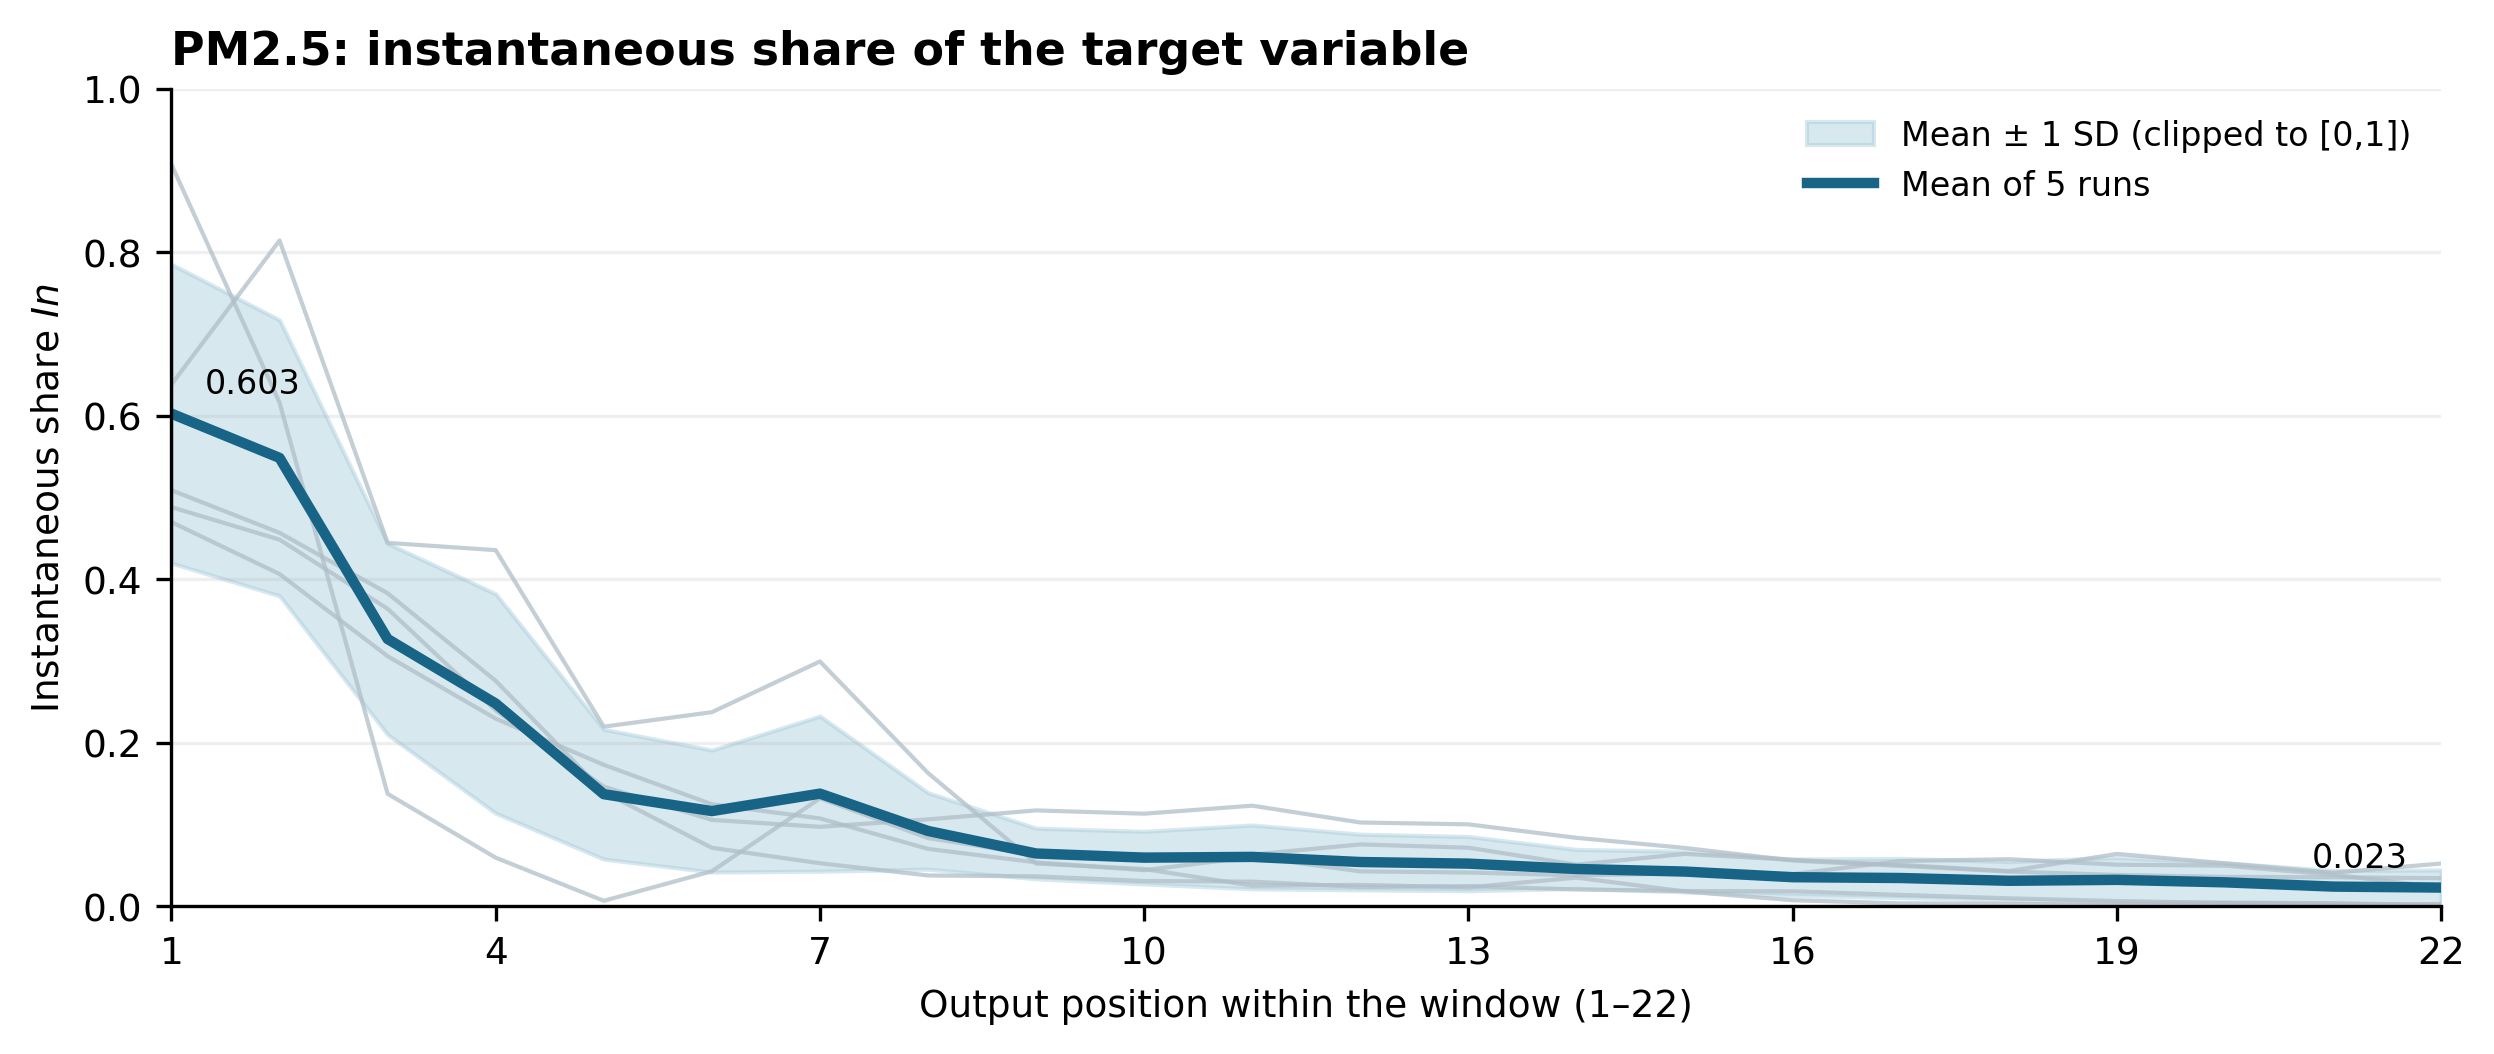 PM2.5: instantaneous share of the target variable
Mean ± 1 SD (clipped to [0,1])
Mean of 5 runs
Instantaneous share In
1.0
0.8
0.6
0.4
0.2
0.0
0.603
0.023
1 4 7 10 13 16 19 22
Output position within the window (1–22)